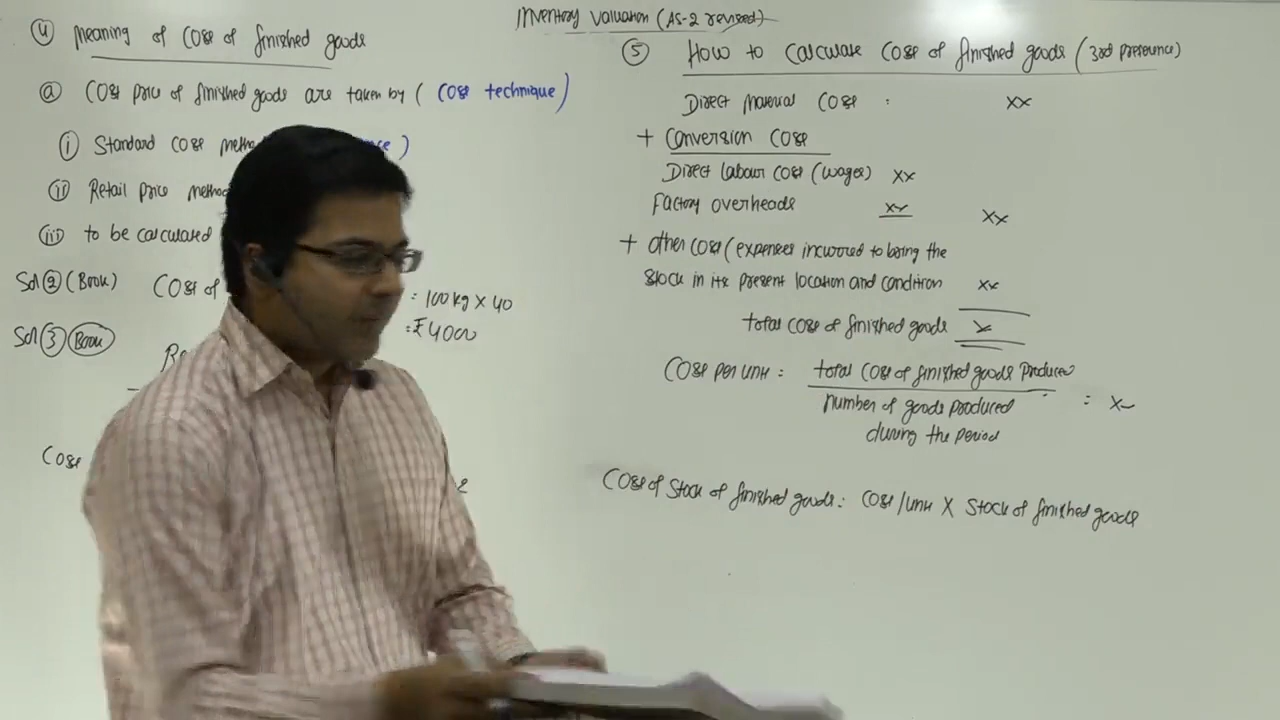 Inventory Valuation (AS-2 revised)
④ Meaning of Cost of finished goods
ⓐ Cost price of finished goods are taken by ( Cost technique )
ⓘ Standard Cost metho
ce )
ⓘⓘ Retail price metho
ⓘⓘⓘ to be calculated
Sol ② (Book) Cost of : 100 kg × 40
= ₹ 4000
Sol ③ (Book)
Cost
⑤ How to calculate Cost of finished goods (3rd preference)
Direct Material Cost : xx
+ Conversion Cost
Direct labour cost (wages) xx
Factory overheads xx xx
+ other cost (expenses incurred to bring the
stock in its present location and condition xx
total cost of finished goods x
Cost per unit : total cost of finished goods produced
number of goods produced : x
during the period
Cost of Stock of finished goods : Cost/unit × Stock of finished goods